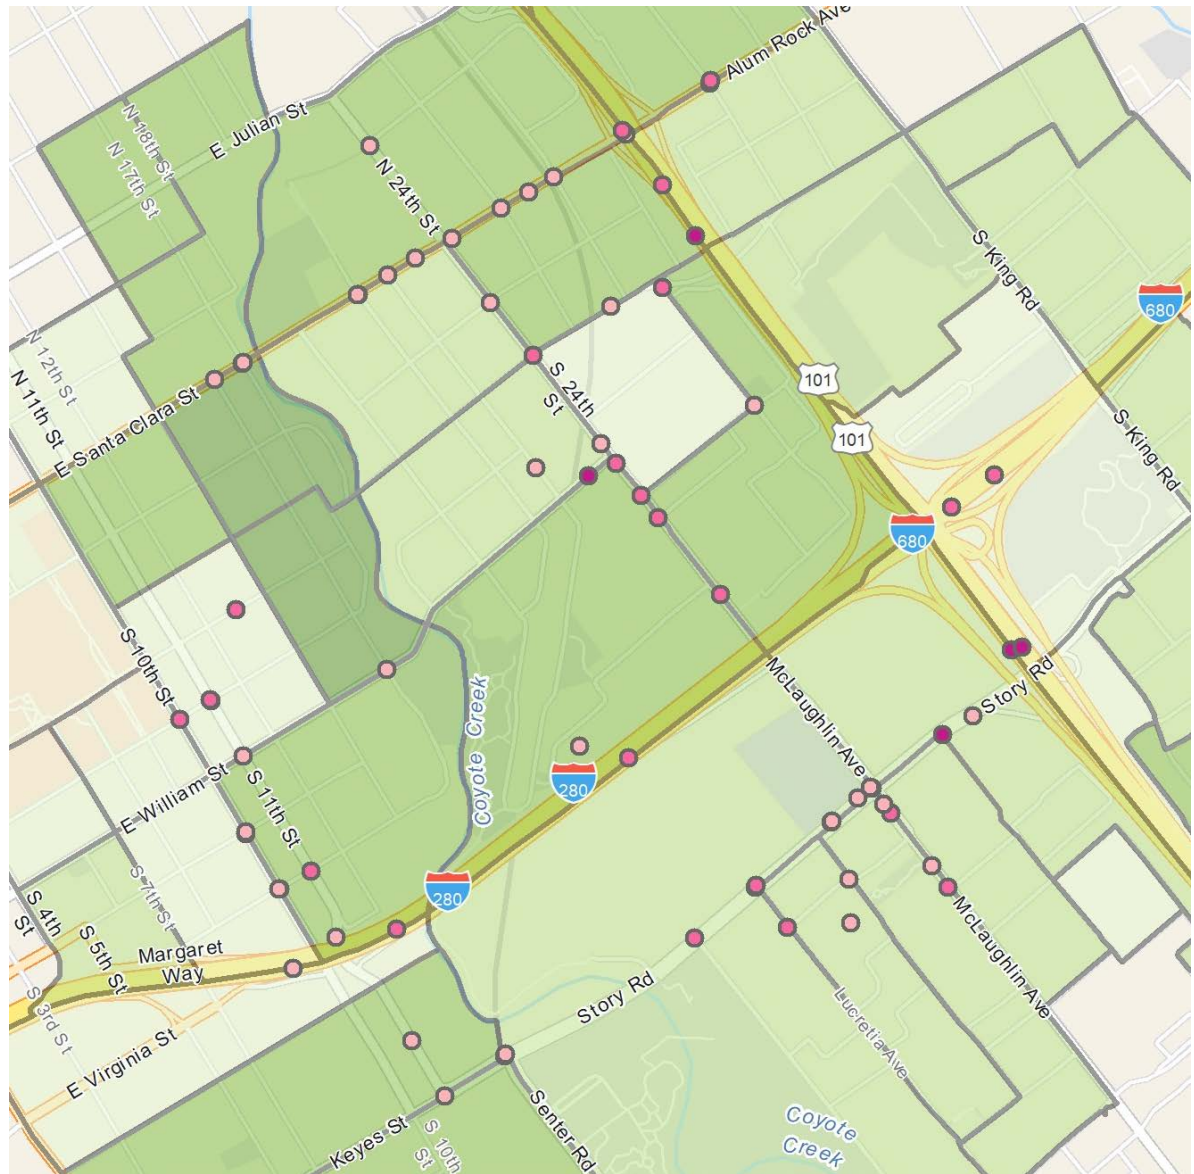 Alum Rock Ave
E Julian St
N 18th St
N 17th St
N 24th St
S King Rd
680
N 12th St
N 11th St
E Santa Clara St
S 24th
St
101
101
S King Rd
680
S 10th St
Coyote Creek
McLaughlin Ave
Story Rd
E William St
S 11th St
280
280
S 7th St
S 4th
St
S 5th St
Margaret
Way
S 3rd St
E Virginia St
Story Rd
Lucretia Ave
McLaughlin Ave
Keyes St
S 10th
St
Senter Rd
Coyote
Creek